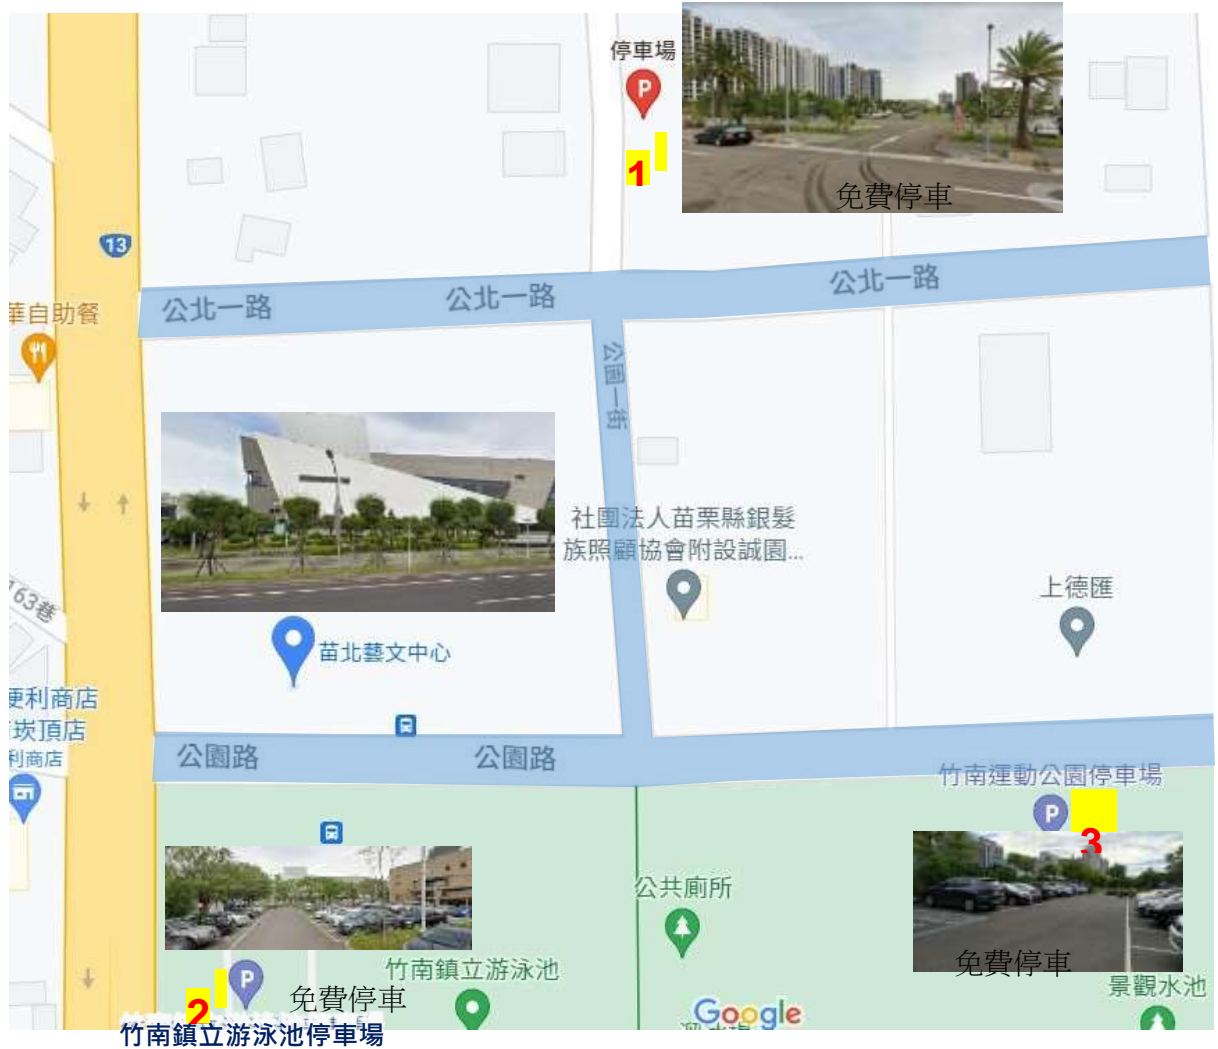 停車場
P
1
免費停車
13
公北一路
公北一路
公北一路
華自助餐
公園一街
社團法人苗栗縣銀髮
族照顧協會附設誠園...
上德匯
163巷
苗北藝文中心
便利商店
崁頂店
利商店
公園路
公園路
竹南運動公園停車場
P
3
公共廁所
免費停車
景觀水池
竹南鎮立游泳池
P
2
免費停車
Google
竹南鎮立游泳池停車場